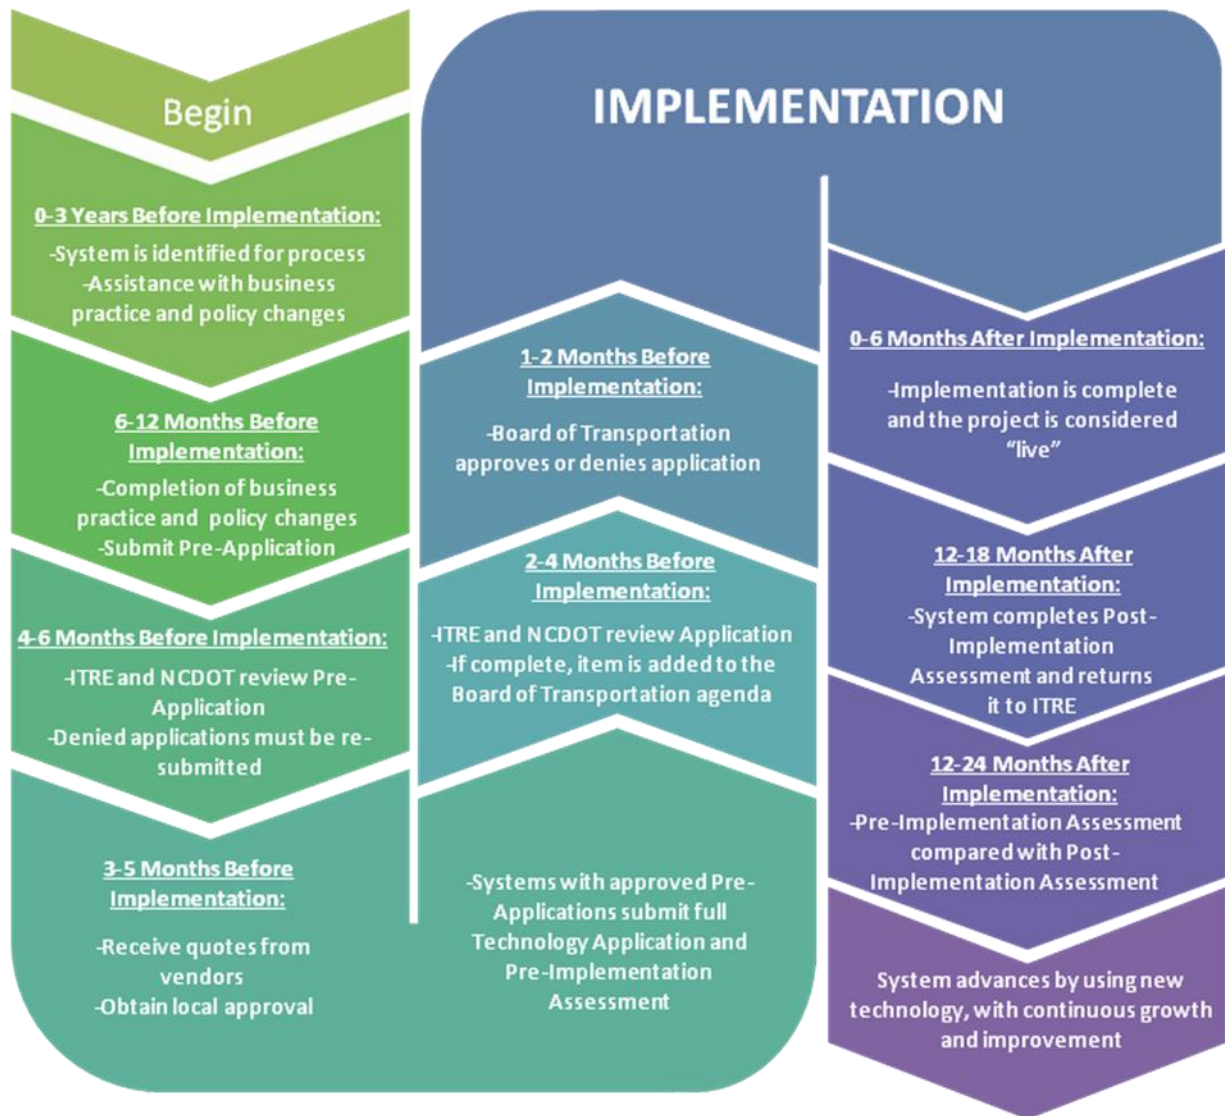 Begin
0-3 Years Before Implementation:
-System is identified for process
-Assistance with business
practice and policy changes
6-12 Months Before
Implementation:
-Completion of business
practice and policy changes
-Submit Pre-Application
4-6 Months Before Implementation:
-ITRE and NCDOT review Pre-
Application
-Denied applications must be re-
submitted
3-5 Months Before
Implementation:
-Receive quotes from
vendors
-Obtain local approval
-Systems with approved Pre-
Applications submit full
Technology Application and
Pre-Implementation
Assessment
2-4 Months Before
Implementation:
-ITRE and NCDOT review Application
-If complete, item is added to the
Board of Transportation agenda
1-2 Months Before
Implementation:
-Board of Transportation
approves or denies application
IMPLEMENTATION
0-6 Months After Implementation:
-Implementation is complete
and the project is considered
“live”
12-18 Months After
Implementation:
-System completes Post-
Implementation
Assessment and returns
it to ITRE
12-24 Months After
Implementation:
-Pre-Implementation Assessment
compared with Post-
Implementation Assessment
System advances by using new
technology, with continuous growth
and improvement